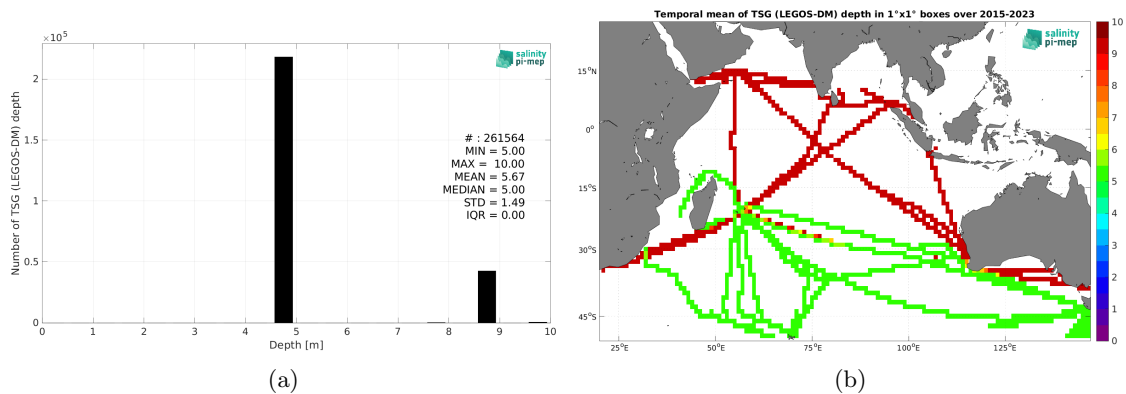 ×10⁵
2
1.5
1
0.5
0
Number of TSG (LEGOS-DM) depth
0 1 2 3 4 5 6 7 8 9 10
Depth [m]
salinity
pi-mep
# : 261564
MIN = 5.00
MAX = 10.00
MEAN = 5.67
MEDIAN = 5.00
STD = 1.49
IQR = 0.00
(a)
Temporal mean of TSG (LEGOS-DM) depth in 1°x1° boxes over 2015-2023
salinity
pi-mep
15°N
0°
15°S
30°S
45°S
25°E 50°E 75°E 100°E 125°E
10
9
8
7
6
5
4
3
2
1
0
(b)